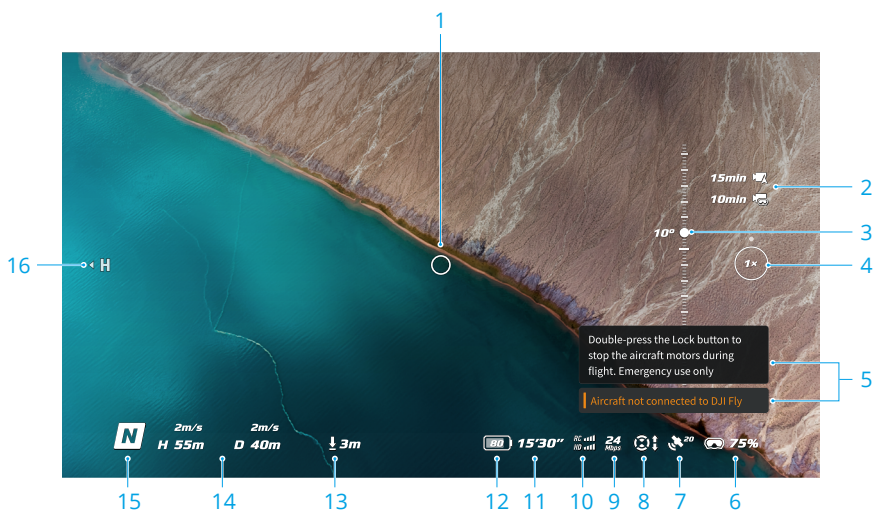 1
15min
2
10min
10°
3
16
H
1×
4
Double-press the Lock button to
stop the aircraft motors during
flight. Emergency use only
5
Aircraft not connected to DJI Fly
N
2m/s
H 55m
2m/s
D 40m
3m
80
15'30"
RC
HD
24
Mbps
20
75%
15
14
13
12
11
10
9
8
7
6